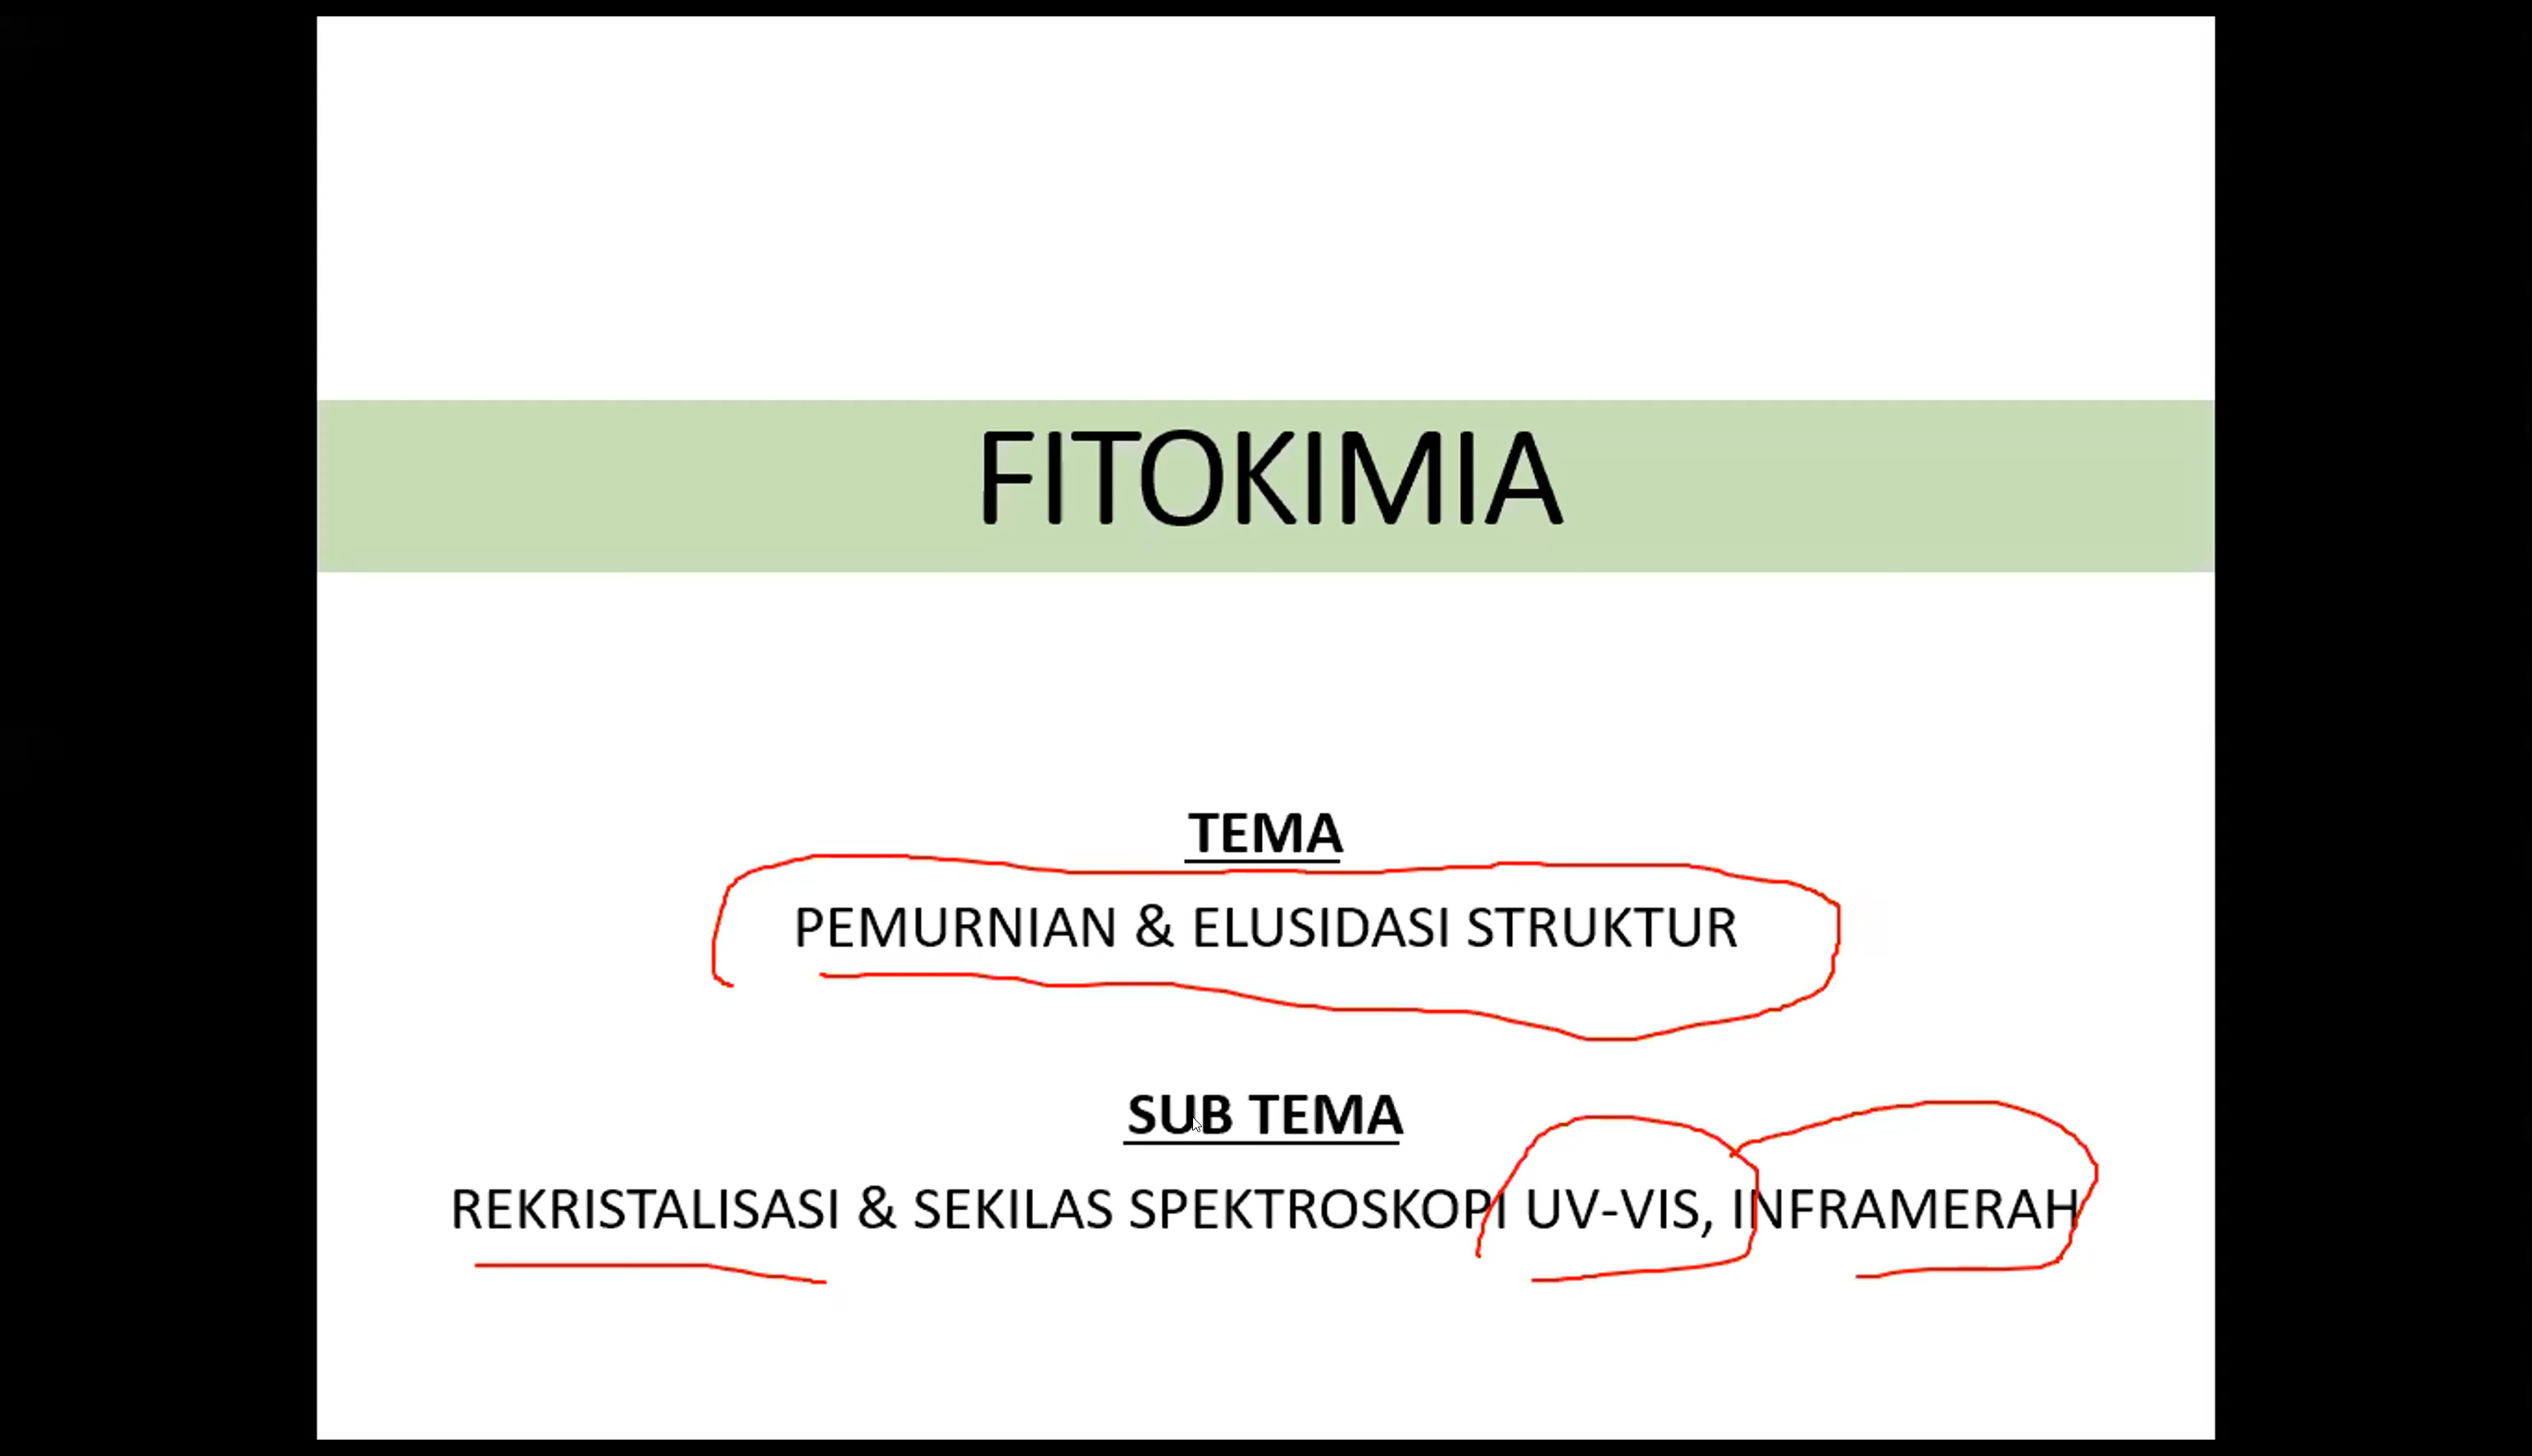 FITOKIMIA
TEMA
PEMURNIAN & ELUSIDASI STRUKTUR
SUB TEMA
REKRISTALISASI & SEKILAS SPEKTROSKOPI UV-VIS, INFRAMERAH